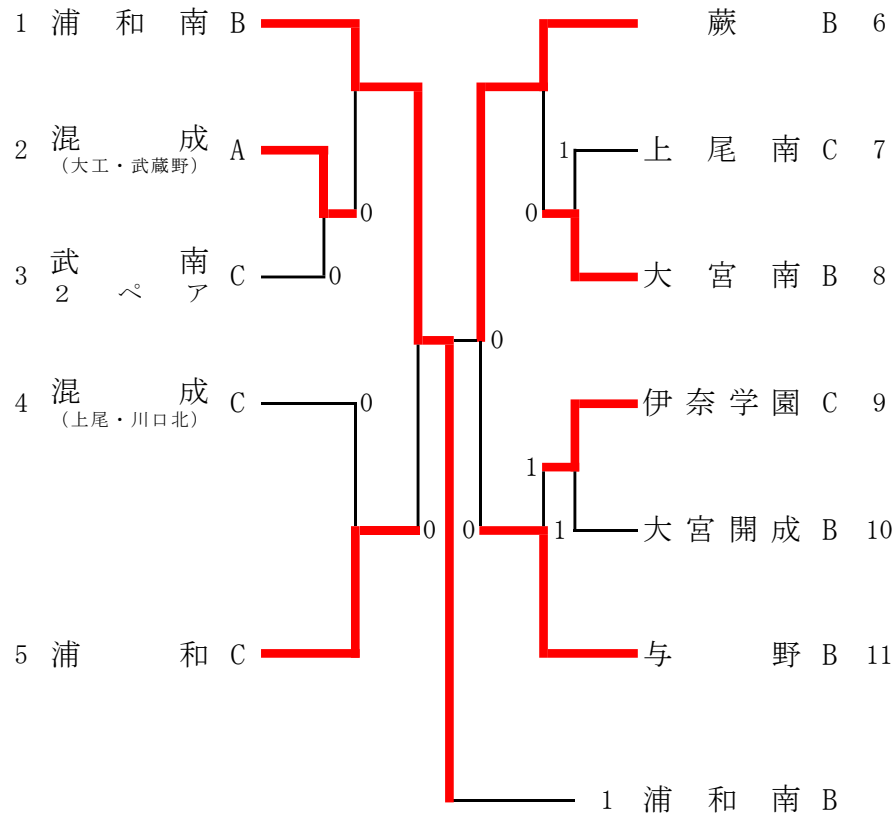 1 浦和南 B
2 混成 A
(大工・武蔵野)
0
3 武南 C
2ペア
0
4 混成 C
(上尾・川口北)
0
0
5 浦和 C
蕨 B 6
1 上尾南 C 7
0
大宮南 B 8
0
伊奈学園 C 9
1
0 1 大宮開成 B 10
与野 B 11
1 浦和南 B